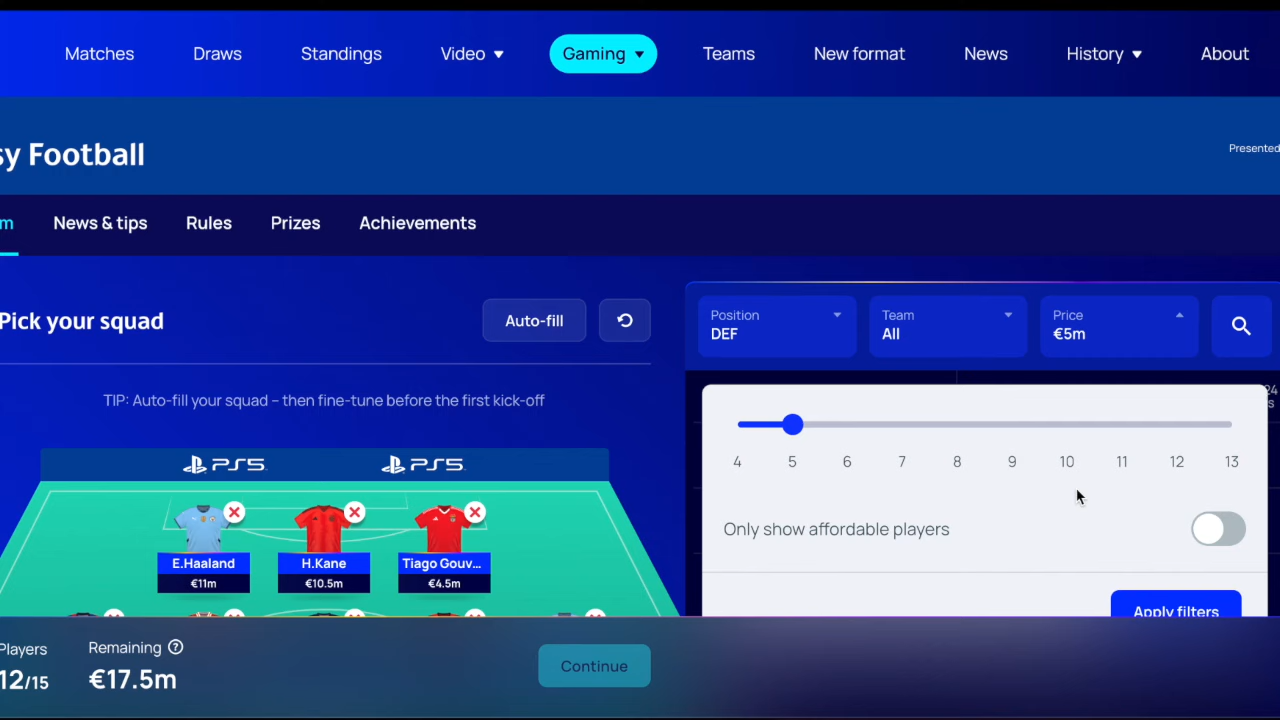 Matches Draws Standings Video Gaming Teams New format News History About
sy Football
Presented
m News & tips Rules Prizes Achievements
Pick your squad
Auto-fill
Position
DEF
Team
All
Price
€5m
TIP: Auto-fill your squad – then fine-tune before the first kick-off
24
s
4 5 6 7 8 9 10 11 12 13
PS5 PS5
Only show affordable players
E.Haaland H.Kane Tiago Gouv...
€11m €10.5m €4.5m
Apply filters
Players
12/15
Remaining ?
€17.5m
Continue